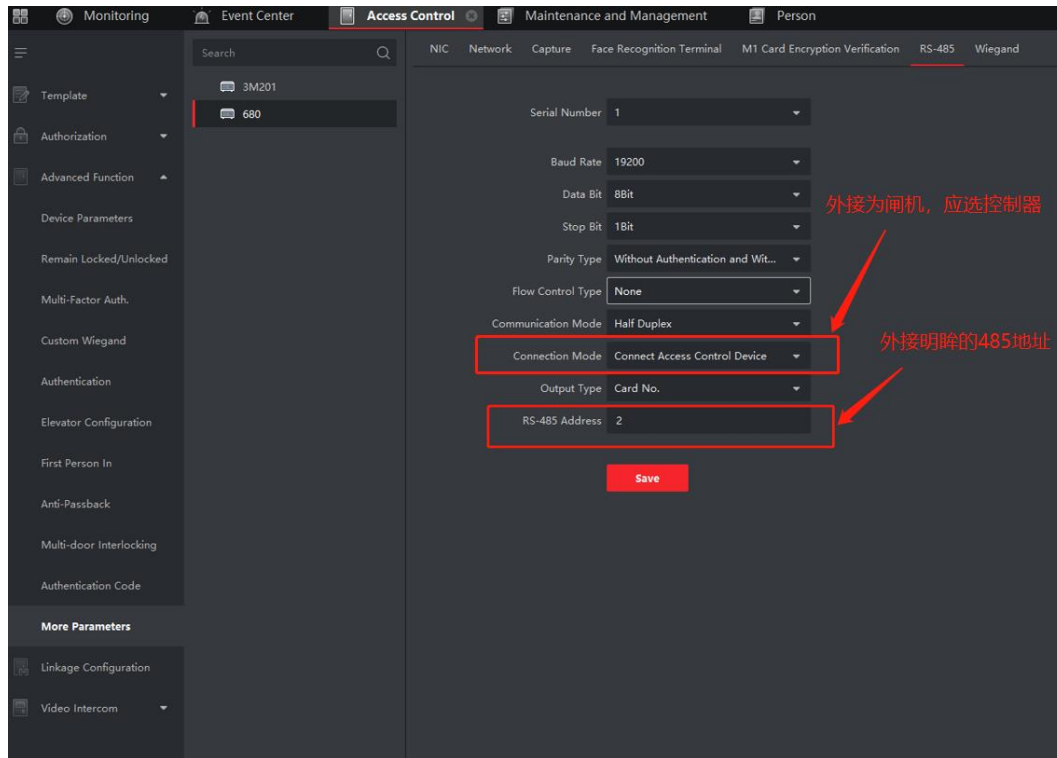 Monitoring
Event Center
Access Control
Maintenance and Management
Person
Search
NIC
Network
Capture
Face Recognition Terminal
M1 Card Encryption Verification
RS-485
Wiegand
Template
Authorization
Advanced Function
Device Parameters
Remain Locked/Unlocked
Multi-Factor Auth.
Custom Wiegand
Authentication
Elevator Configuration
First Person In
Anti-Passback
Multi-door Interlocking
Authentication Code
More Parameters
Linkage Configuration
Video Intercom
3M201
680
Serial Number 1
Baud Rate 19200
Data Bit 8Bit
Stop Bit 1Bit
Parity Type Without Authentication and Wit...
Flow Control Type None
Communication Mode Half Duplex
Connection Mode Connect Access Control Device
Output Type Card No.
RS-485 Address 2
Save
外接为闸机，应选控制器
外接明眸的485地址